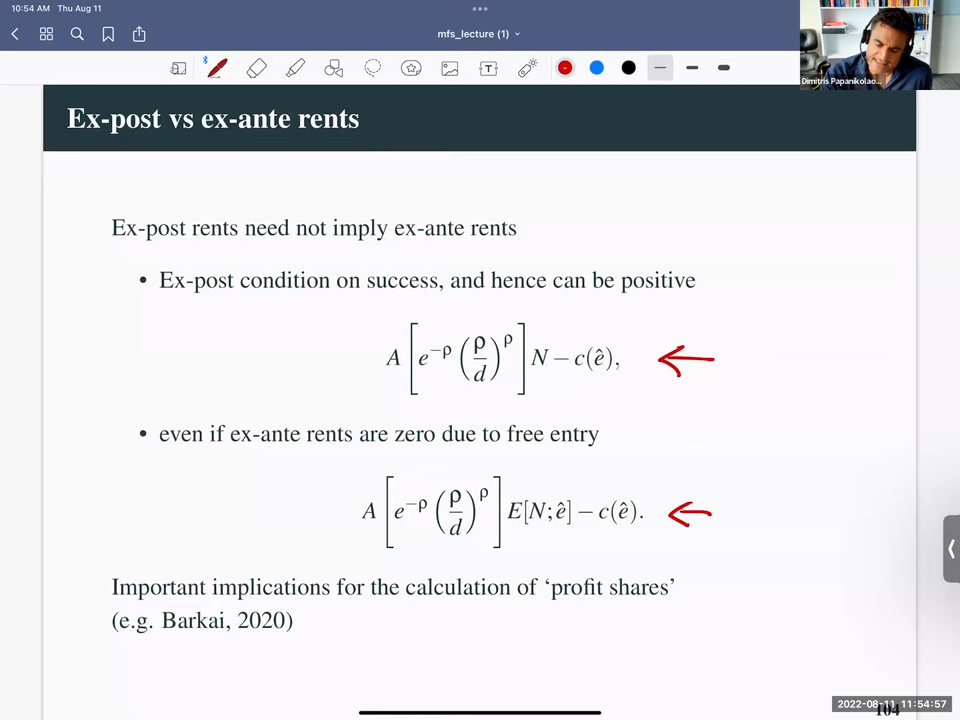 10:54 AM Thu Aug 11
mfs_lecture (1)
Dimitris Papanikolao...
Ex-post vs ex-ante rents
Ex-post rents need not imply ex-ante rents
• Ex-post condition on success, and hence can be positive
A [ e^{−ρ} (ρ/d)^ρ ] N − c(ê),
• even if ex-ante rents are zero due to free entry
A [ e^{−ρ} (ρ/d)^ρ ] E[N; ê] − c(ê).
Important implications for the calculation of ‘profit shares’
(e.g. Barkai, 2020)
104
2022-08-11 11:54:57